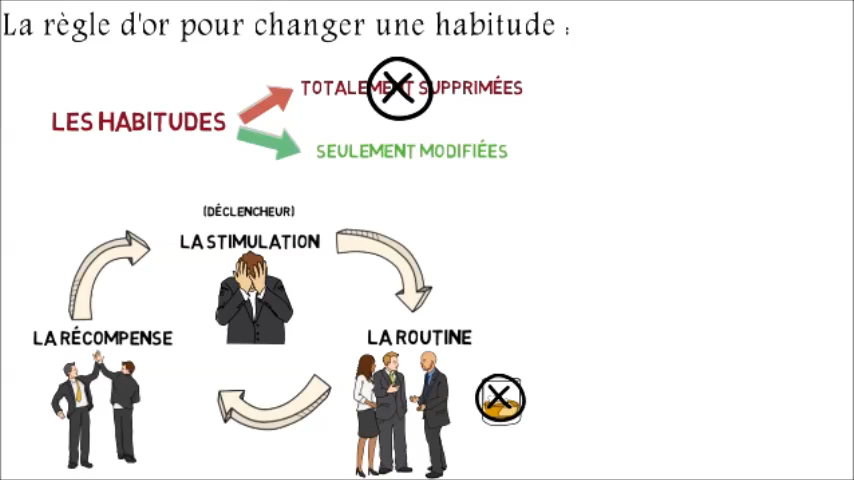 La règle d'or pour changer une habitude :
TOTALEMENT SUPPRIMÉES
LES HABITUDES
SEULEMENT MODIFIÉES
(DÉCLENCHEUR)
LA STIMULATION
LA RÉCOMPENSE
LA ROUTINE